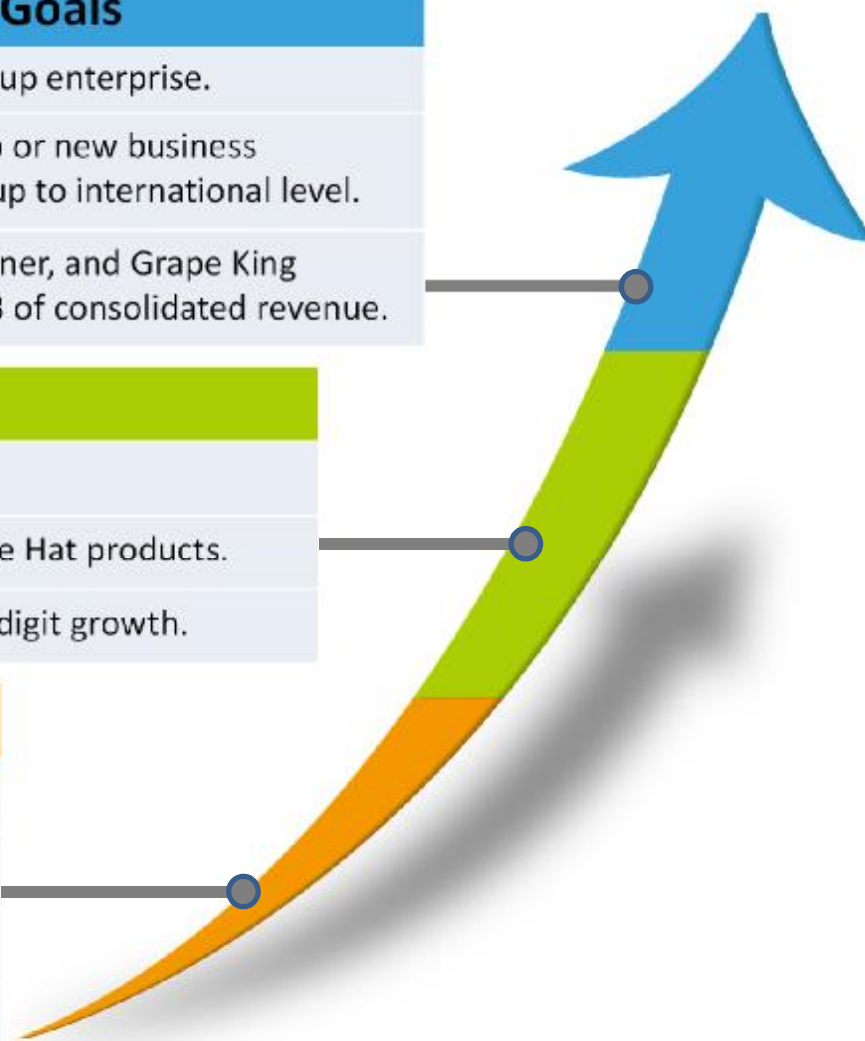 Goals
up enterprise.
or new business
up to international level.
ner, and Grape King
of consolidated revenue.
e Hat products.
digit growth.